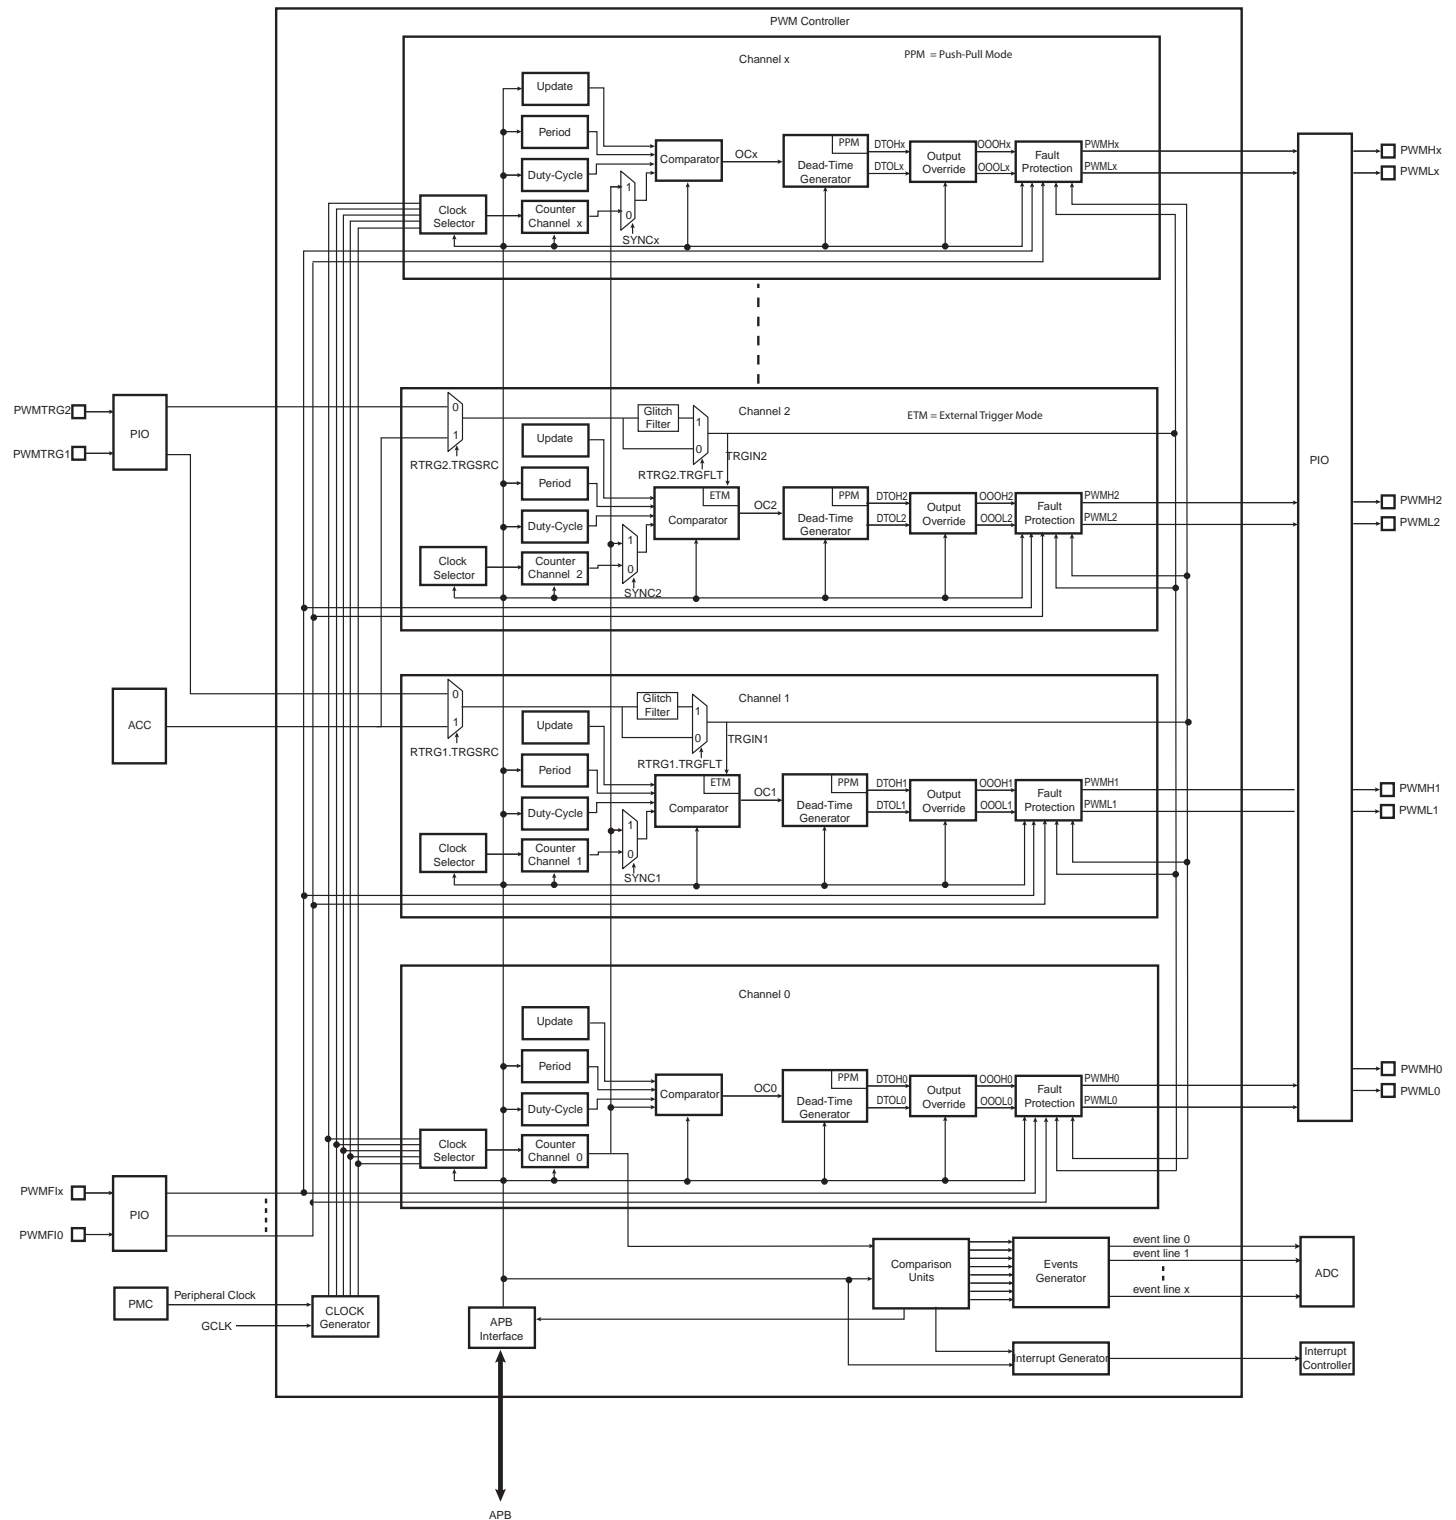 PWM Controller
Channel x
PPM = Push-Pull Mode
Update
Period
Duty-Cycle
Clock
Selector
Counter
Channel x
1
0
SYNCx
Comparator
OCx
PPM
Dead-Time
Generator
DTOHx
DTOLx
Output
Override
OOOHx
OOOLx
Fault
Protection
PWMHx
PWMLx
PWMHx
PWMLx
PWMTRG2
PWMTRG1
PIO
0
1
RTRG2.TRGSRC
Glitch
Filter
1
0
RTRG2.TRGFLT
Channel 2
ETM = External Trigger Mode
TRGIN2
Update
Period
Duty-Cycle
Clock
Selector
Counter
Channel 2
1
0
SYNC2
ETM
Comparator
OC2
PPM
Dead-Time
Generator
DTOH2
DTOL2
Output
Override
OOOH2
OOOL2
Fault
Protection
PWMH2
PWML2
PIO
PWMH2
PWML2
ACC
0
1
RTRG1.TRGSRC
Glitch
Filter
1
0
RTRG1.TRGFLT
Channel 1
TRGIN1
Update
Period
Duty-Cycle
Clock
Selector
Counter
Channel 1
1
0
SYNC1
ETM
Comparator
OC1
PPM
Dead-Time
Generator
DTOH1
DTOL1
Output
Override
OOOH1
OOOL1
Fault
Protection
PWMH1
PWML1
PWMH1
PWML1
Channel 0
Update
Period
Duty-Cycle
Clock
Selector
Counter
Channel 0
Comparator
OC0
PPM
Dead-Time
Generator
DTOH0
DTOL0
Output
Override
OOOH0
OOOL0
Fault
Protection
PWMH0
PWML0
PWMH0
PWML0
PWMFIx
PWMFI0
PIO
PMC
Peripheral Clock
GCLK
CLOCK
Generator
APB
Interface
Comparison
Units
Events
Generator
event line 0
event line 1
event line x
ADC
Interrupt Generator
Interrupt
Controller
APB